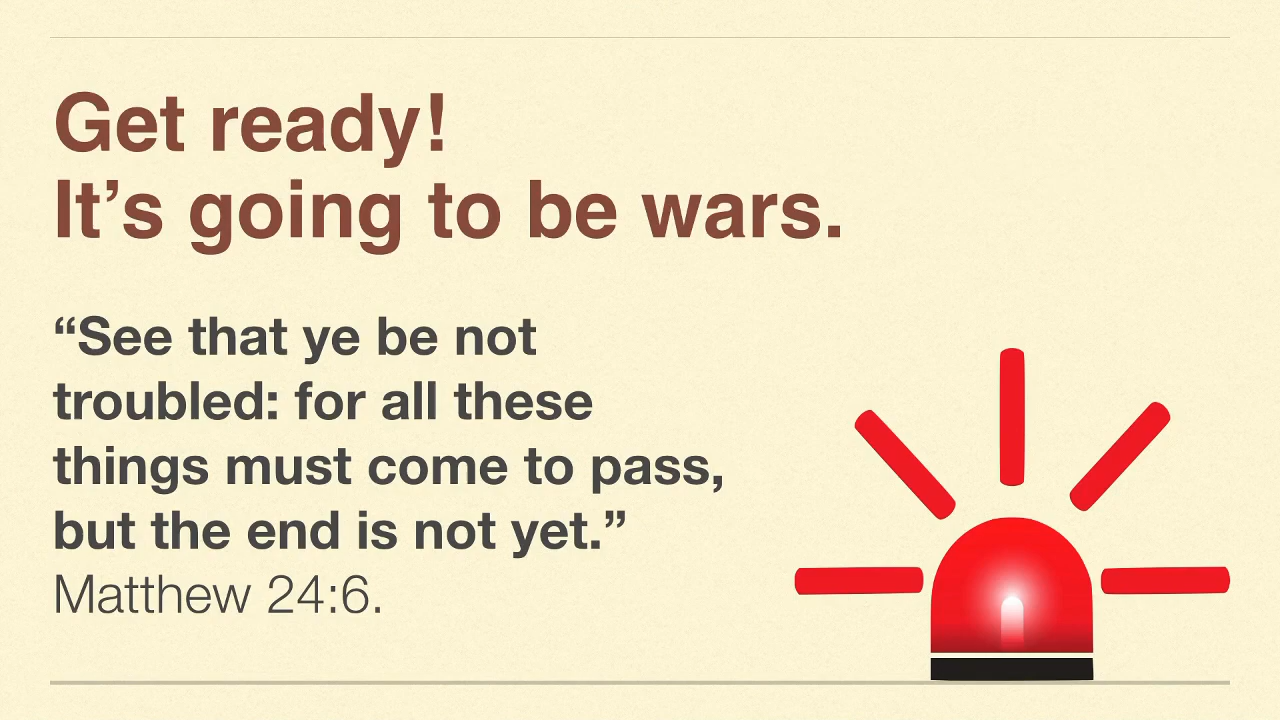 Get ready!
It’s going to be wars.
“See that ye be not
troubled: for all these
things must come to pass,
but the end is not yet.”
Matthew 24:6.